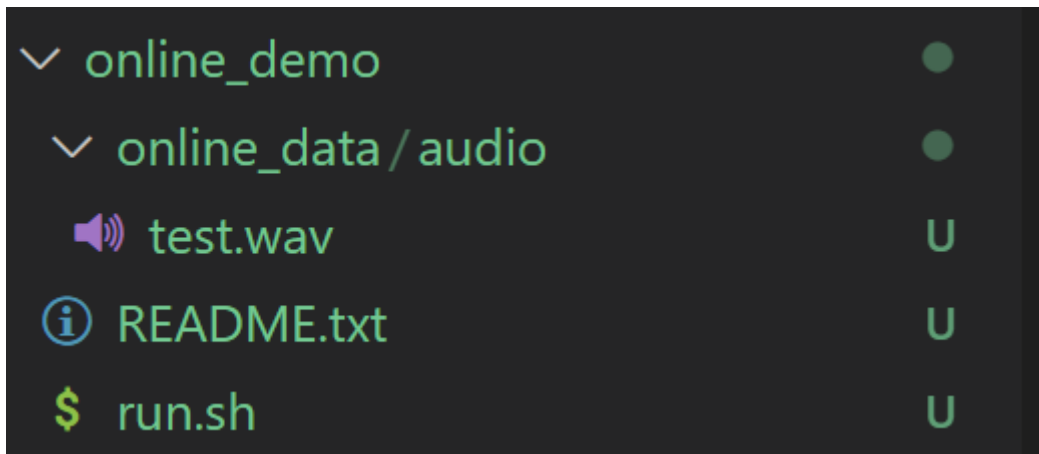 online_demo
online_data/audio
test.wav U
README.txt U
$ run.sh U